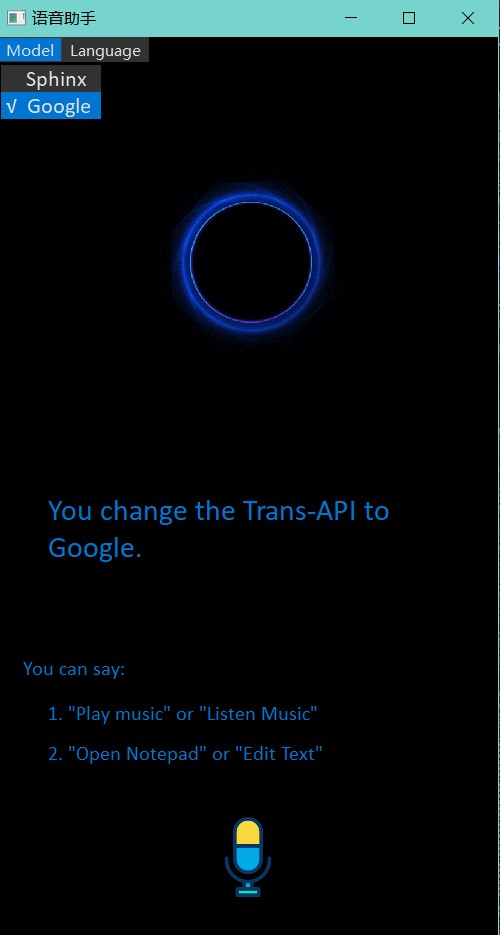 语音助手
Model Language
Sphinx
√ Google
You change the Trans-API to
Google.
You can say:
1. "Play music" or "Listen Music"
2. "Open Notepad" or "Edit Text"